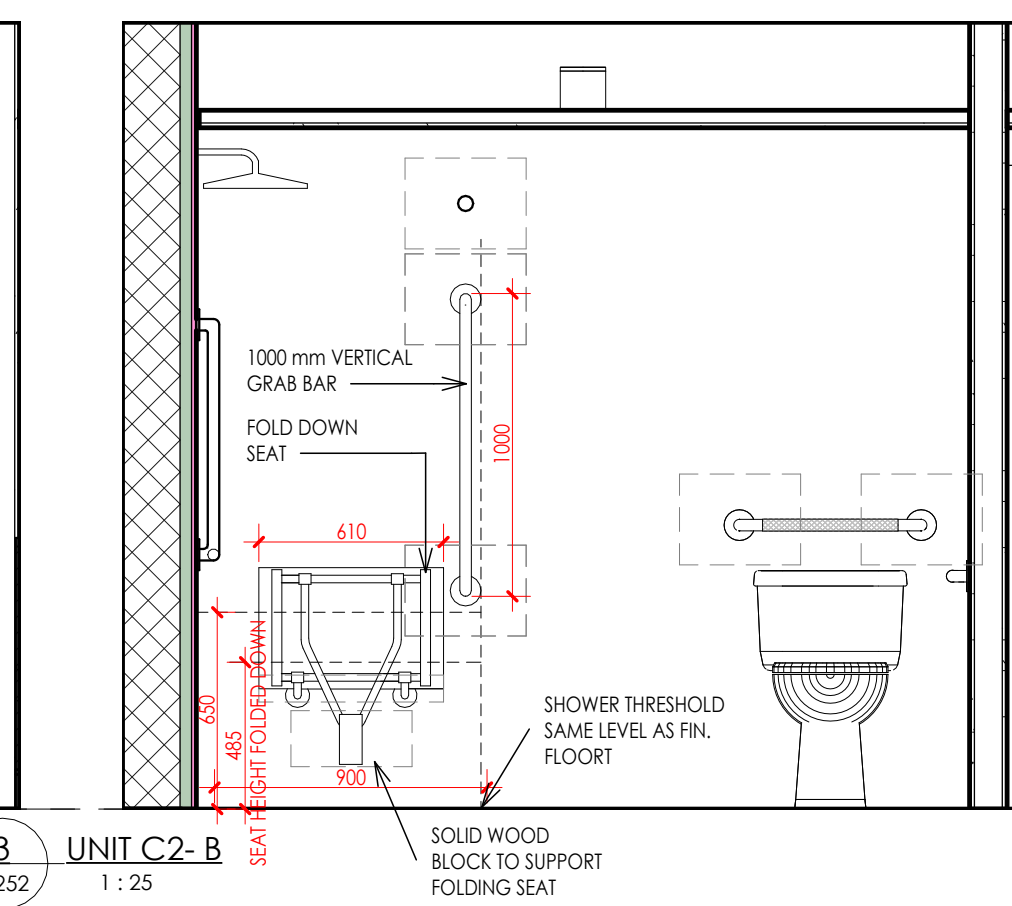 1000 mm VERTICAL
GRAB BAR
FOLD DOWN
SEAT
1000
610
650
485
SEAT HEIGHT FOLDED DOWN
900
SHOWER THRESHOLD
SAME LEVEL AS FIN.
FLOORT
SOLID WOOD
BLOCK TO SUPPORT
FOLDING SEAT
UNIT C2- B
1 : 25
252